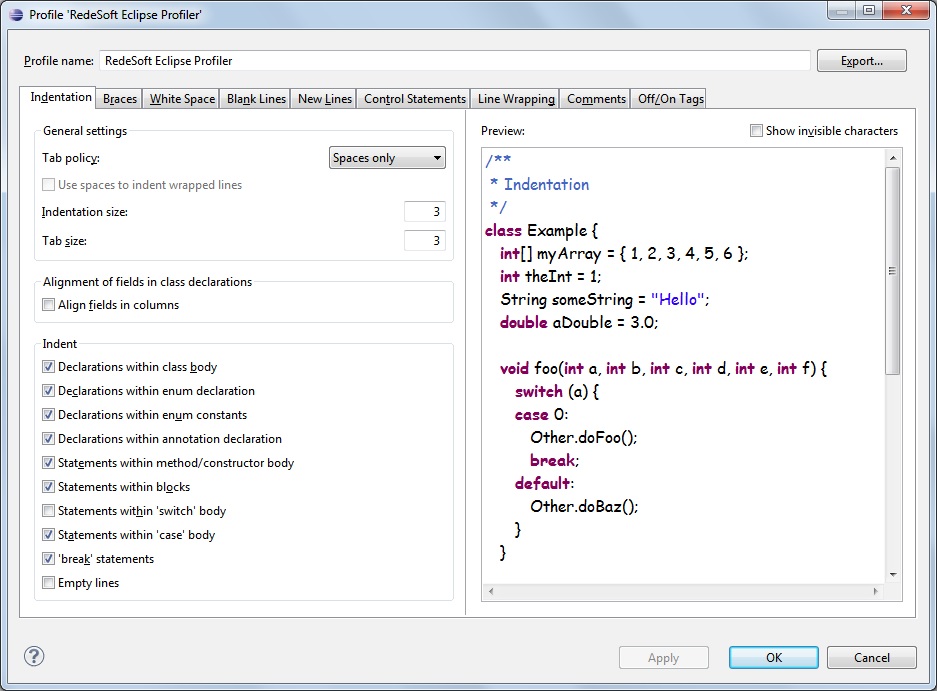 Profile 'RedeSoft Eclipse Profiler'
Profile name: RedeSoft Eclipse Profiler Export...
Indentation Braces White Space Blank Lines New Lines Control Statements Line Wrapping Comments Off/On Tags
General settings
Tab policy: Spaces only
Use spaces to indent wrapped lines
Indentation size: 3
Tab size: 3
Alignment of fields in class declarations
Align fields in columns
Indent
Declarations within class body
Declarations within enum declaration
Declarations within enum constants
Declarations within annotation declaration
Statements within method/constructor body
Statements within blocks
Statements within 'switch' body
Statements within 'case' body
'break' statements
Empty lines
Preview: Show invisible characters
/**
 * Indentation
 */
class Example {
   int[] myArray = { 1, 2, 3, 4, 5, 6 };
   int theInt = 1;
   String someString = "Hello";
   double aDouble = 3.0;

   void foo(int a, int b, int c, int d, int e, int f) {
      switch (a) {
      case 0:
         Other.doFoo();
         break;
      default:
         Other.doBaz();
      }
   }
? Apply OK Cancel